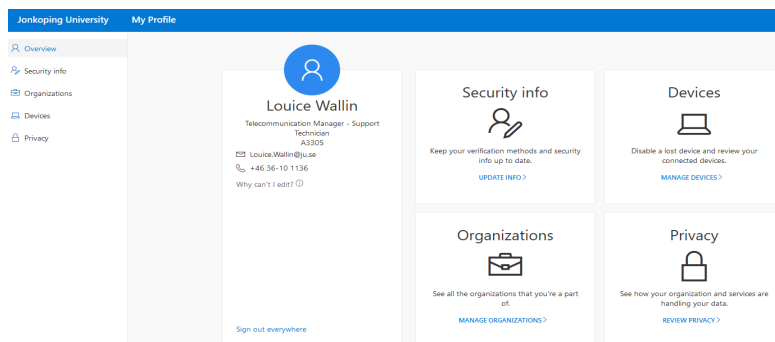 Jonkoping University My Profile
Overview
Security info
Organizations
Devices
Privacy
Louice Wallin
Telecommunication Manager - Support
Technician
A3305
Louice.Wallin@ju.se
+46 36-10 1136
Why can't I edit?
Sign out everywhere
Security info
Keep your verification methods and security
info up to date.
UPDATE INFO >
Devices
Disable a lost device and review your
connected devices.
MANAGE DEVICES >
Organizations
See all the organizations that you're a part
of.
MANAGE ORGANIZATIONS >
Privacy
See how your organization and services are
handling your data.
REVIEW PRIVACY >